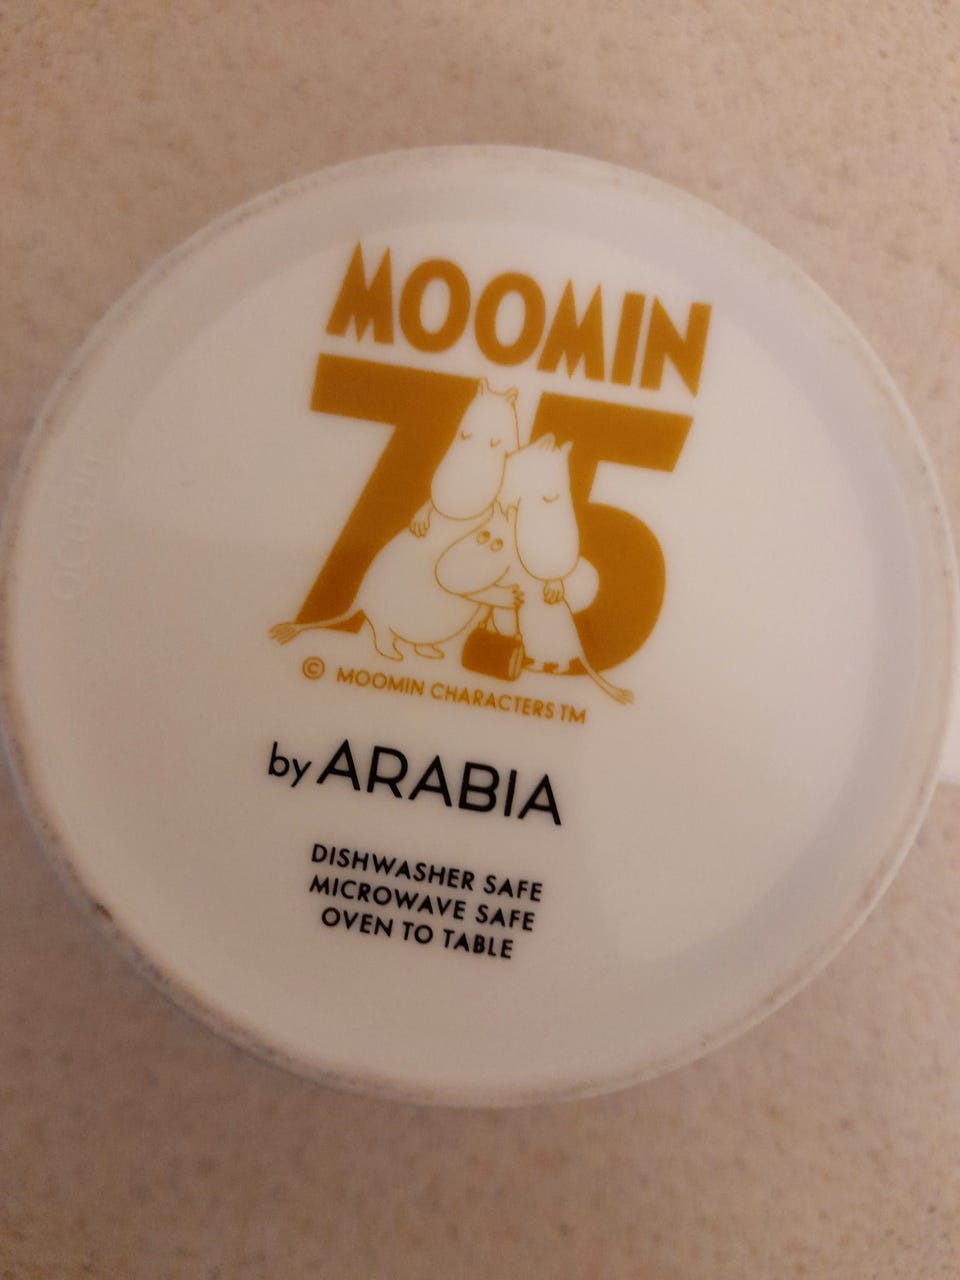 MOOMIN
75
© MOOMIN CHARACTERS TM
by ARABIA
DISHWASHER SAFE
MICROWAVE SAFE
OVEN TO TABLE